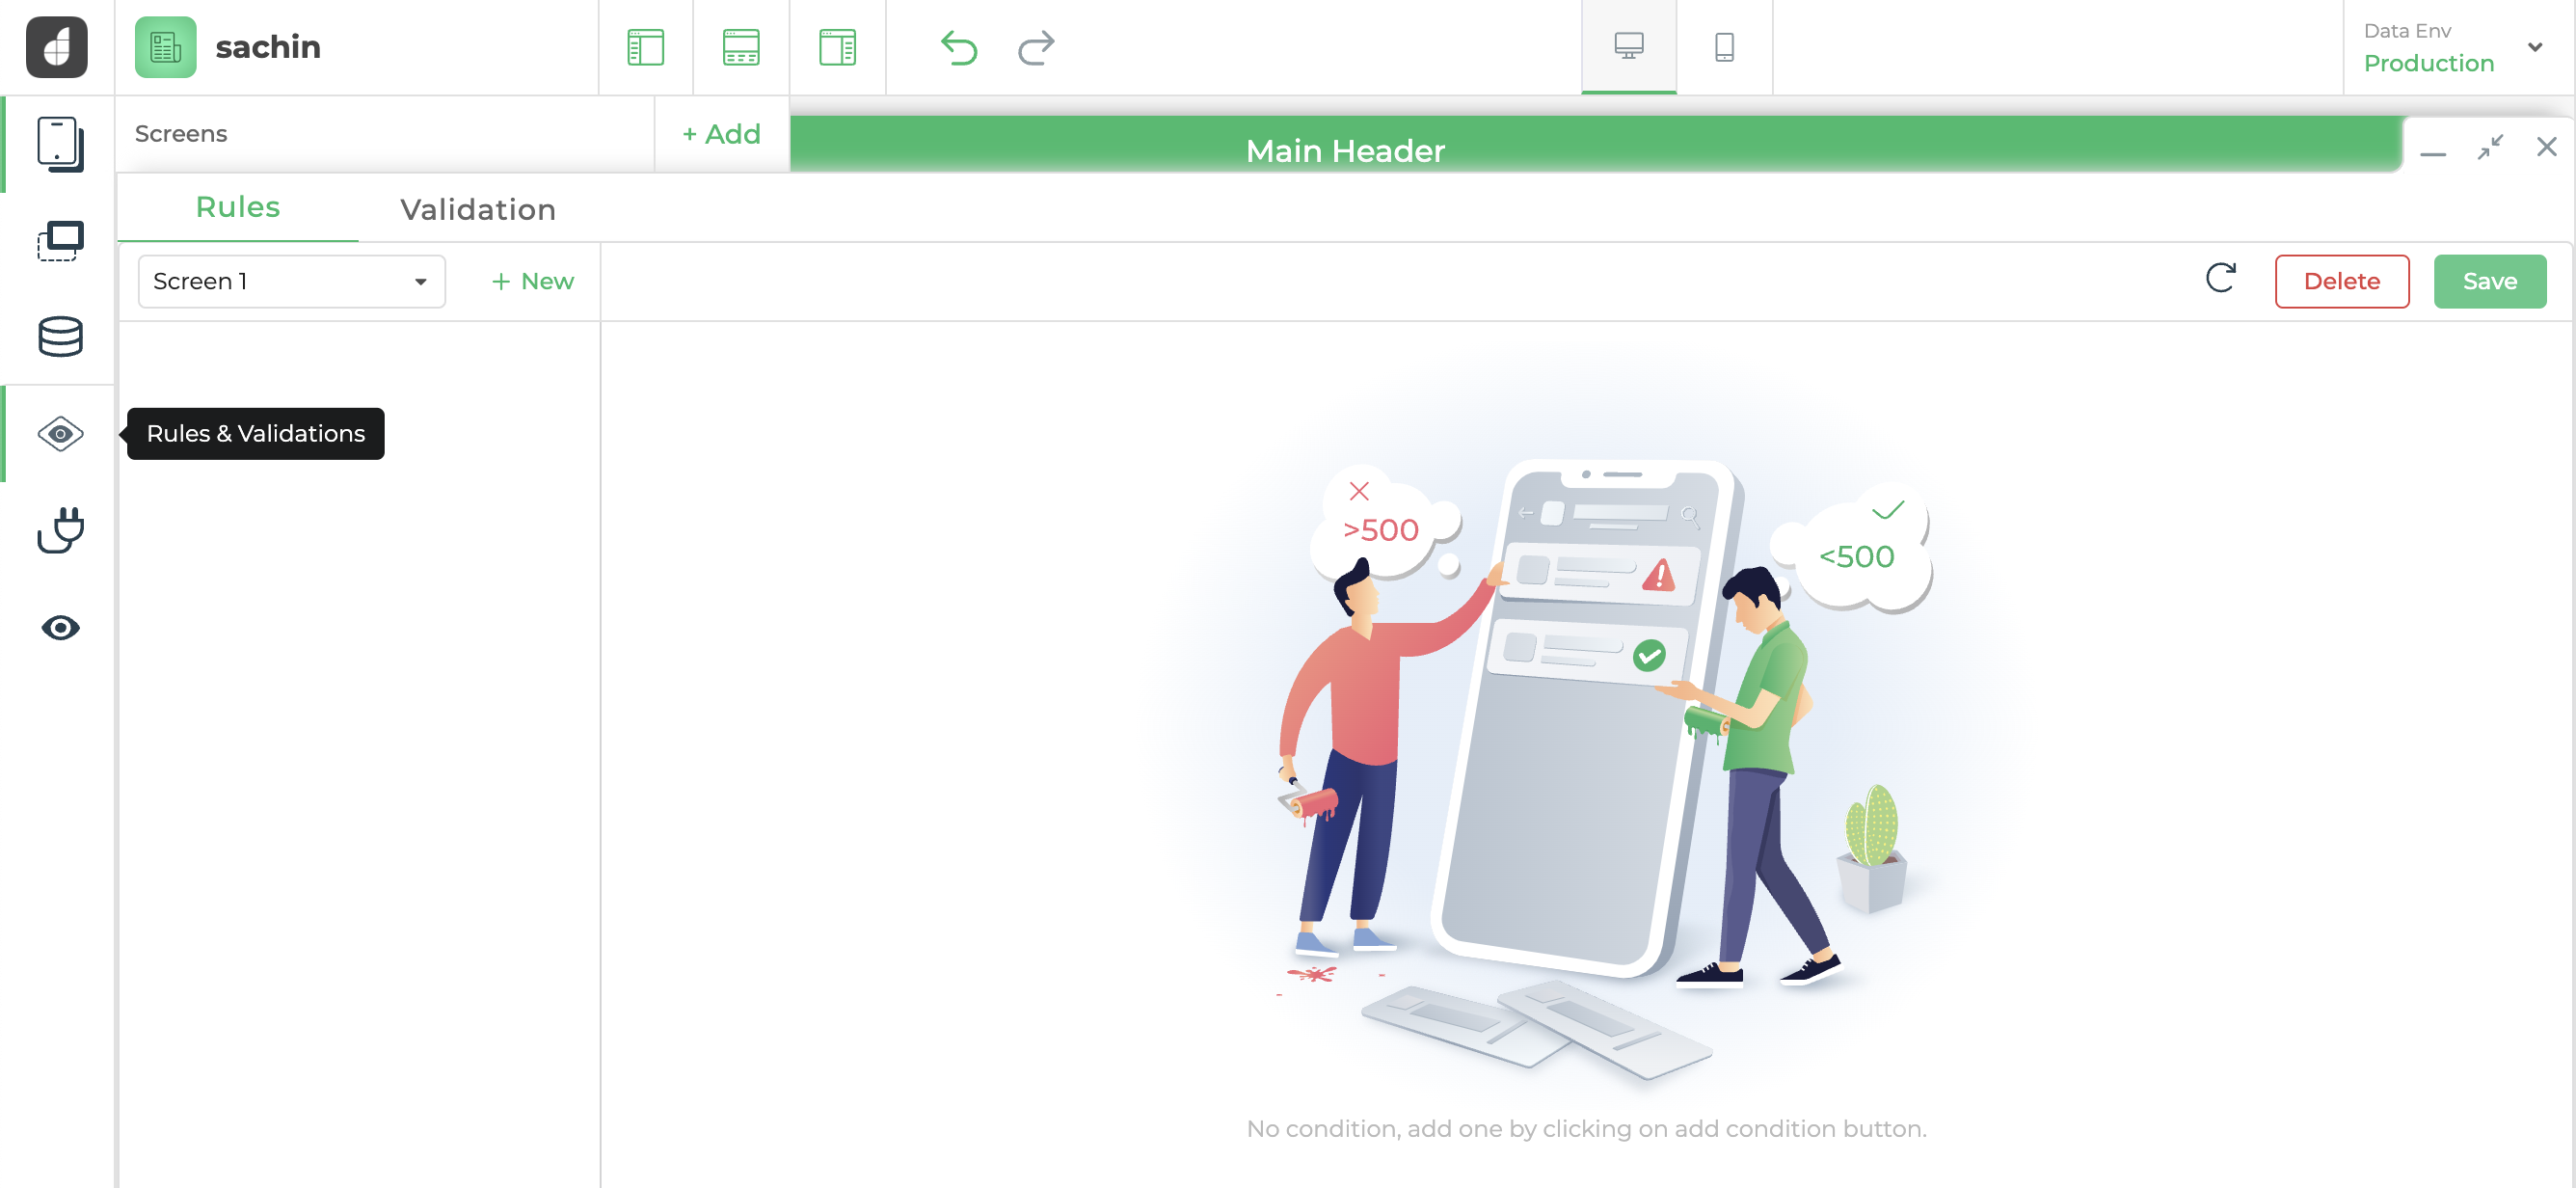 sachin
Data Env
Production
Screens
+ Add
Main Header
Rules
Validation
Screen 1
+ New
Delete
Save
Rules & Validations
>500
<500
No condition, add one by clicking on add condition button.